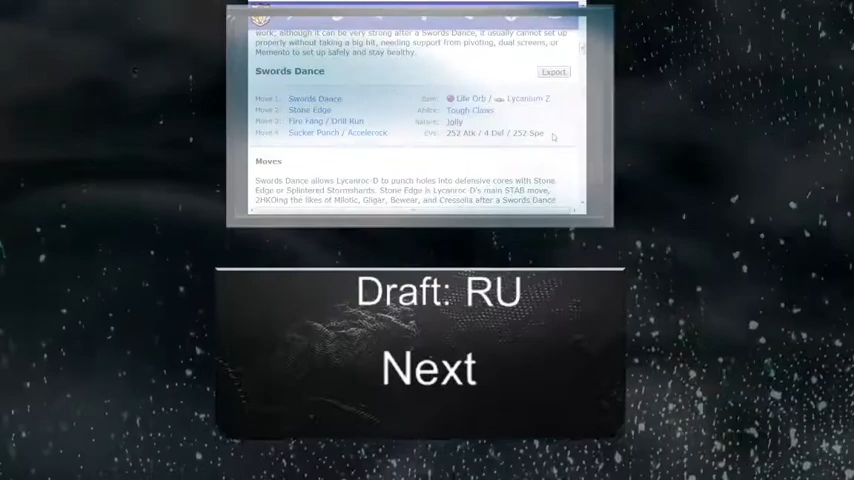 work; although it can be very strong after a Swords Dance, it usually cannot set up
properly without taking a big hit, needing support from pivoting, dual screens, or
Memento to set up safely and stay healthy.
Swords Dance
Export
Move 1: Swords Dance Item: Life Orb / Lycanium Z
Move 2: Stone Edge Ability: Tough Claws
Move 3: Fire Fang / Drill Run Nature: Jolly
Move 4: Sucker Punch / Accelerock EVs: 252 Atk / 4 Def / 252 Spe
Moves
Swords Dance allows Lycanroc-D to punch holes into defensive cores with Stone
Edge or Splintered Stormshards. Stone Edge is Lycanroc-D's main STAB move,
2HKOing the likes of Milotic, Gligar, Bewear, and Cresselia after a Swords Dance
Draft: RU
Next